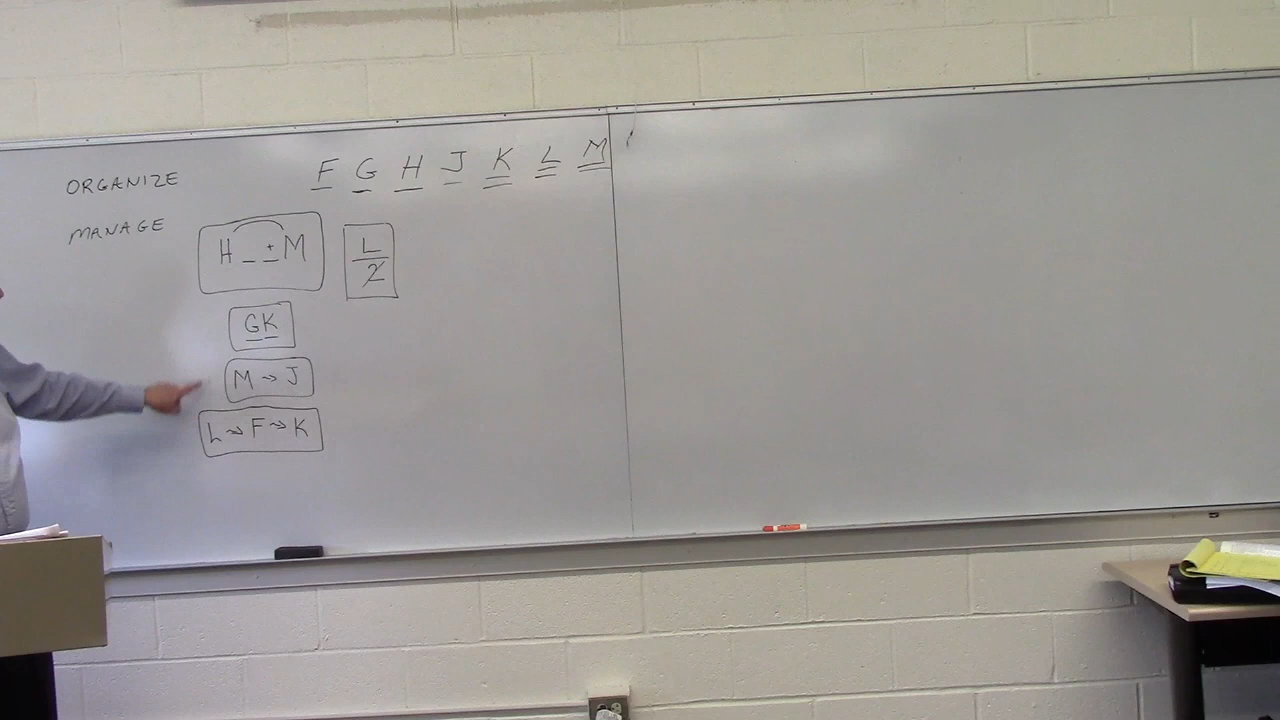 F G H J K L M
ORGANIZE
MANAGE
H _ ± M
L
2
GK
M → J
L → F → K